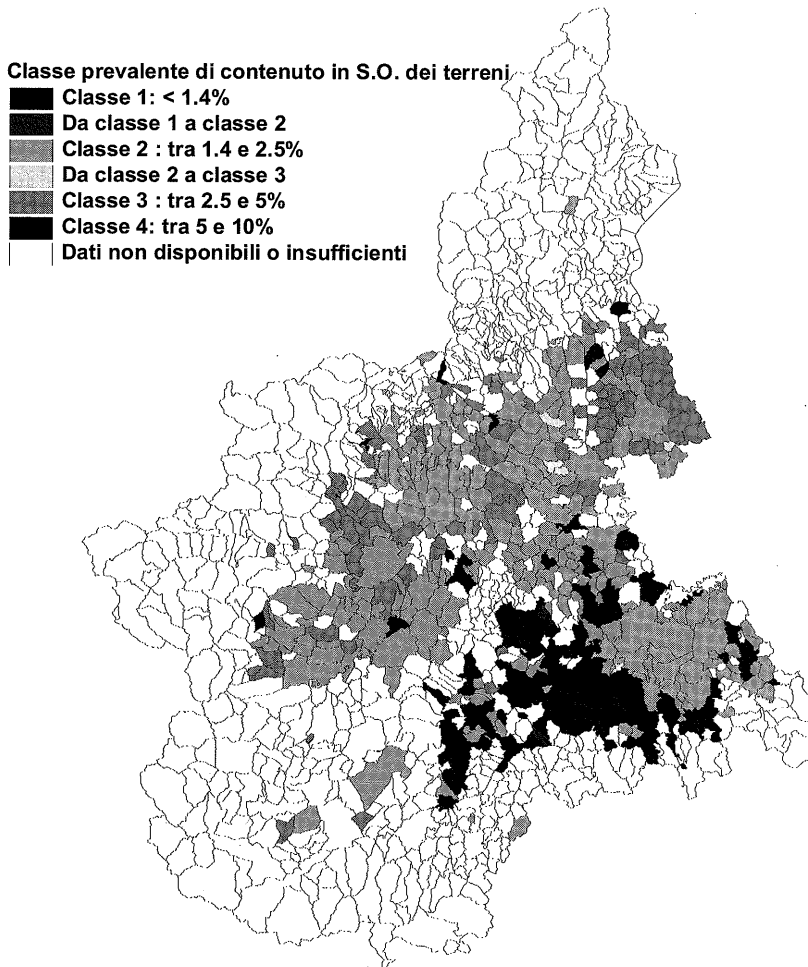 Classe prevalente di contenuto in S.O. dei terreni
Classe 1: < 1.4%
Da classe 1 a classe 2
Classe 2 : tra 1.4 e 2.5%
Da classe 2 a classe 3
Classe 3 : tra 2.5 e 5%
Classe 4: tra 5 e 10%
Dati non disponibili o insufficienti